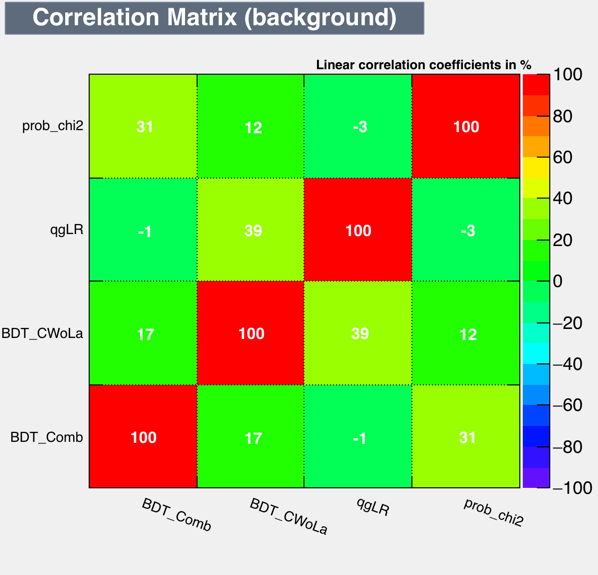 Correlation Matrix (background)
Linear correlation coefficients in %
prob_chi2 31 12 -3 100
qgLR -1 39 100 -3
BDT_CWoLa 17 100 39 12
BDT_Comb 100 17 -1 31
BDT_Comb BDT_CWoLa qgLR prob_chi2
100
80
60
40
20
0
−20
−40
−60
−80
−100